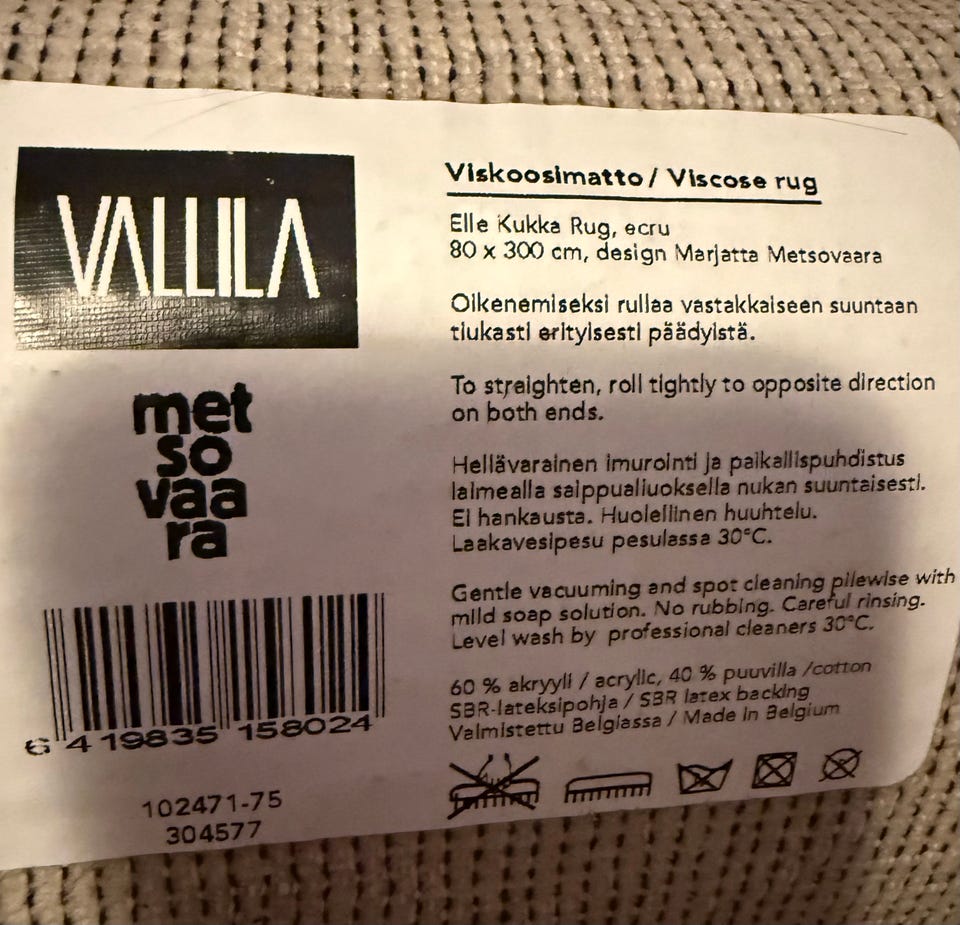 VALLILA
met
so
vaa
ra
6 419835 158024
102471-75
304577
Viskoosimatto / Viscose rug
Elle Kukka Rug, ecru
80 x 300 cm, design Marjatta Metsovaara
Oikenemiseksi rullaa vastakkaiseen suuntaan
tiukasti erityisesti päädyistä.
To streighten, roll tightly to opposite direction
on both ends.
Hellävarainen imurointi ja paikallispuhdistus
laimealla saippualiuoksella nukan suuntaisesti.
Ei hankausta. Huolellinen huuhtelu.
Laakavesipesu pesulassa 30°C.
Gentle vacuuming and spot cleaning pilewise with
mild soap solution. No rubbing. Careful rinsing.
Level wash by professional cleaners 30°C.
60 % akryyli / acrylic, 40 % puuvilla /cotton
SBR-lateksipohja / SBR latex backing
Valmistettu Belgiassa / Made in Belgium